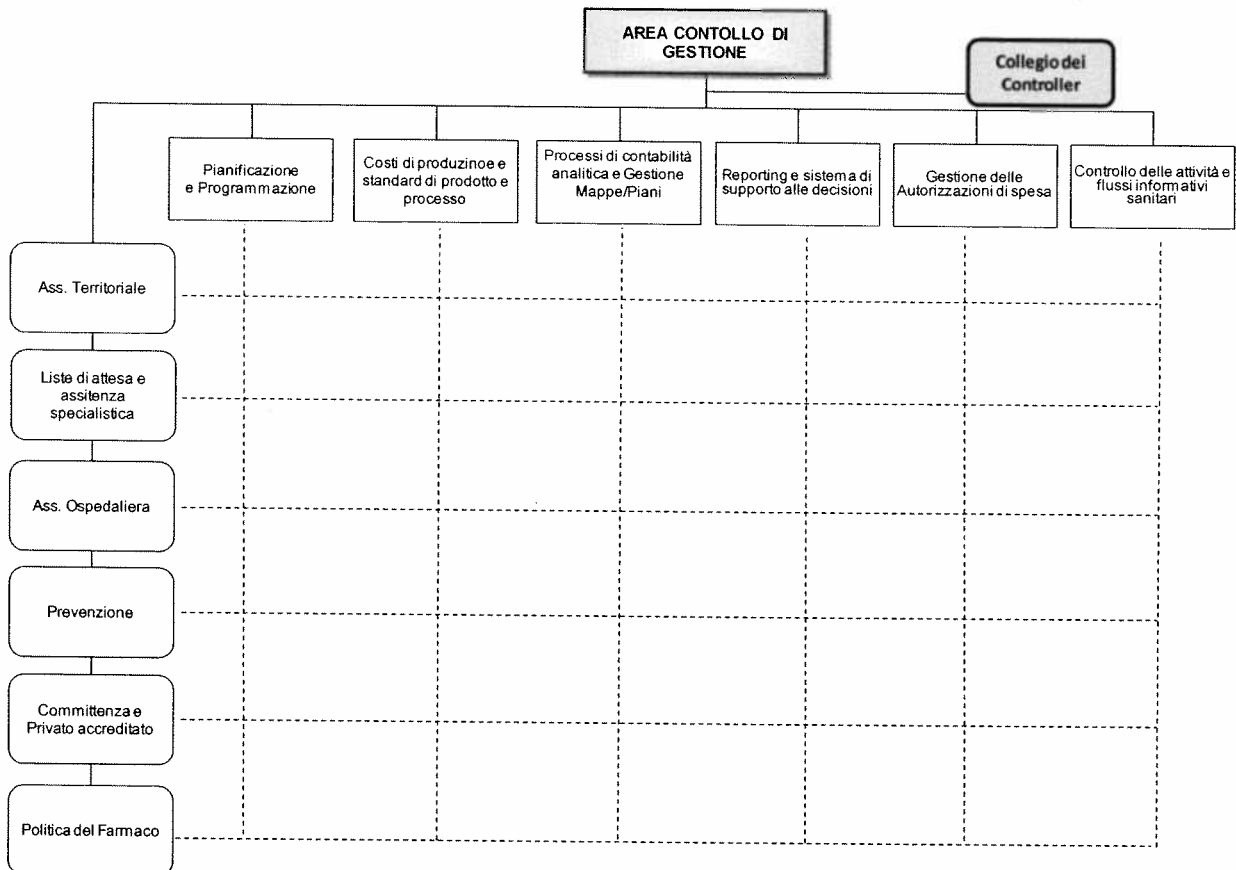 AREA CONTOLLO DI
GESTIONE
Collegio dei
Controller
Pianificazione
e Programmazione
Costi di produzinoe e
standard di prodotto e
processo
Processi di contabilità
analitica e Gestione
Mappe/Piani
Reporting e sistema di
supporto alle decisioni
Gestione delle
Autorizzazioni di spesa
Controllo delle attività e
flussi informativi
sanitari
Ass. Territoriale
Liste di attesa e
assitenza
specialistica
Ass. Ospedaliera
Prevenzione
Committenza e
Privato accreditato
Politica del Farmaco